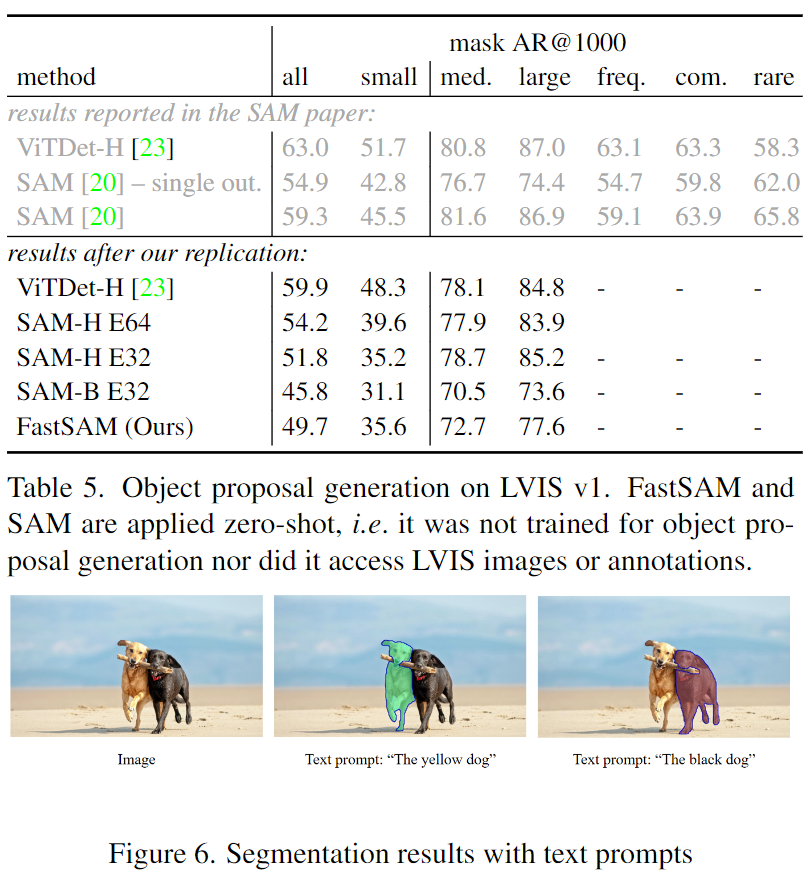 mask AR@1000
method all small med. large freq. com. rare
results reported in the SAM paper:
ViTDet-H [23] 63.0 51.7 80.8 87.0 63.1 63.3 58.3
SAM [20] – single out. 54.9 42.8 76.7 74.4 54.7 59.8 62.0
SAM [20] 59.3 45.5 81.6 86.9 59.1 63.9 65.8
results after our replication:
ViTDet-H [23] 59.9 48.3 78.1 84.8 - - -
SAM-H E64 54.2 39.6 77.9 83.9
SAM-H E32 51.8 35.2 78.7 85.2 - - -
SAM-B E32 45.8 31.1 70.5 73.6 - - -
FastSAM (Ours) 49.7 35.6 72.7 77.6 - - -
Table 5. Object proposal generation on LVIS v1. FastSAM and
SAM are applied zero-shot, i.e. it was not trained for object pro-
posal generation nor did it access LVIS images or annotations.
Image
Text prompt: “The yellow dog”
Text prompt: “The black dog”
Figure 6. Segmentation results with text prompts